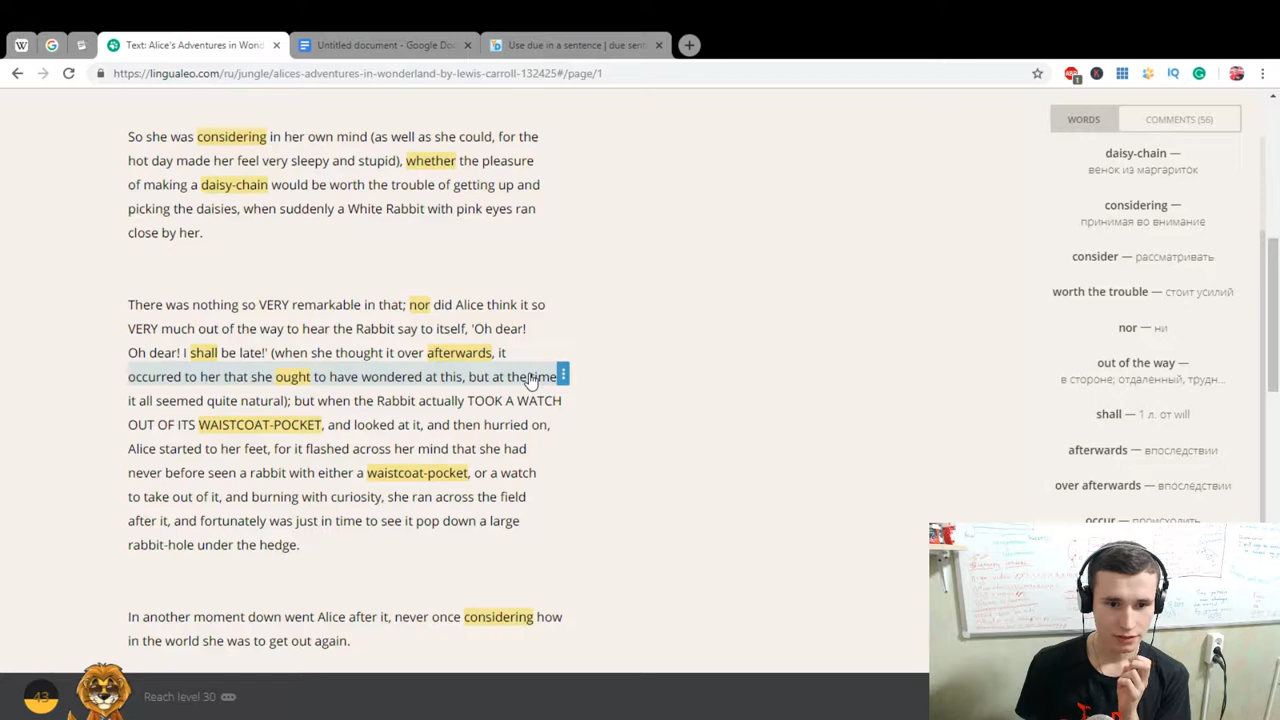 Text: Alice's Adventures in Wond
Untitled document - Google Do
Use due in a sentence | due sent
https://lingualeo.com/ru/jungle/alices-adventures-in-wonderland-by-lewis-carroll-132425#/page/1
So she was considering in her own mind (as well as she could, for the
hot day made her feel very sleepy and stupid), whether the pleasure
of making a daisy-chain would be worth the trouble of getting up and
picking the daisies, when suddenly a White Rabbit with pink eyes ran
close by her.
There was nothing so VERY remarkable in that; nor did Alice think it so
VERY much out of the way to hear the Rabbit say to itself, 'Oh dear!
Oh dear! I shall be late!' (when she thought it over afterwards, it
occurred to her that she ought to have wondered at this, but at the time
it all seemed quite natural); but when the Rabbit actually TOOK A WATCH
OUT OF ITS WAISTCOAT-POCKET, and looked at it, and then hurried on,
Alice started to her feet, for it flashed across her mind that she had
never before seen a rabbit with either a waistcoat-pocket, or a watch
to take out of it, and burning with curiosity, she ran across the field
after it, and fortunately was just in time to see it pop down a large
rabbit-hole under the hedge.
In another moment down went Alice after it, never once considering how
in the world she was to get out again.
WORDS
COMMENTS (56)
daisy-chain —
венок из маргариток
considering —
принимая во внимание
consider — рассматривать
worth the trouble — стоит усилий
nor — ни
out of the way —
в стороне; отдаленный, трудн...
shall — 1 л. от will
afterwards — впоследствии
over afterwards — впоследствии
occur — происходить
43
Reach level 30